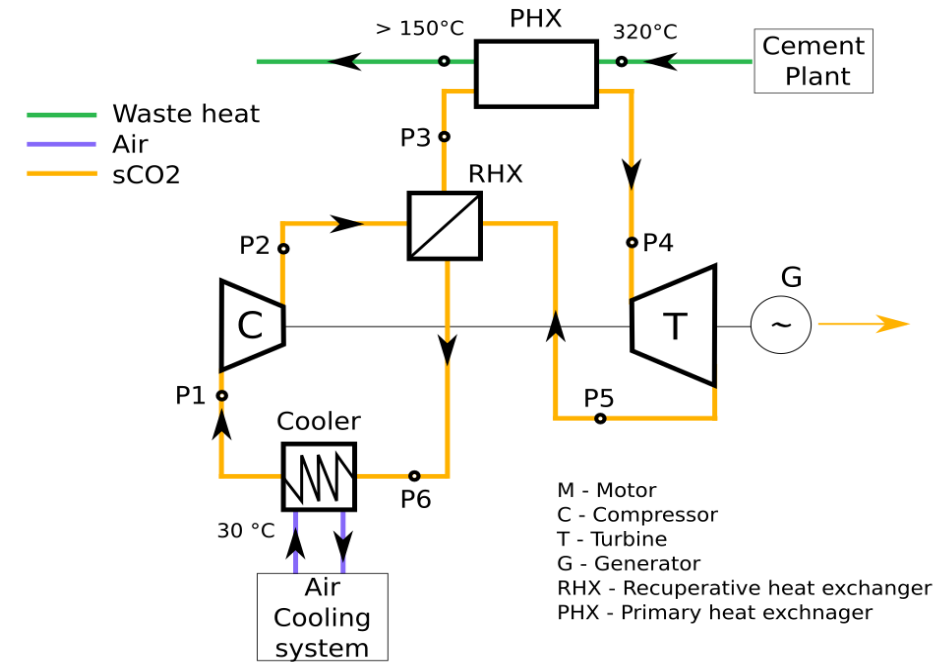 PHX
> 150°C
320°C
Cement
Plant
Waste heat
Air
sCO2
P3
RHX
P2
P4
G
C
T
~
P1
P5
Cooler
P6
30 °C
Air
Cooling
system
M - Motor
C - Compressor
T - Turbine
G - Generator
RHX - Recuperative heat exchanger
PHX - Primary heat exchnager